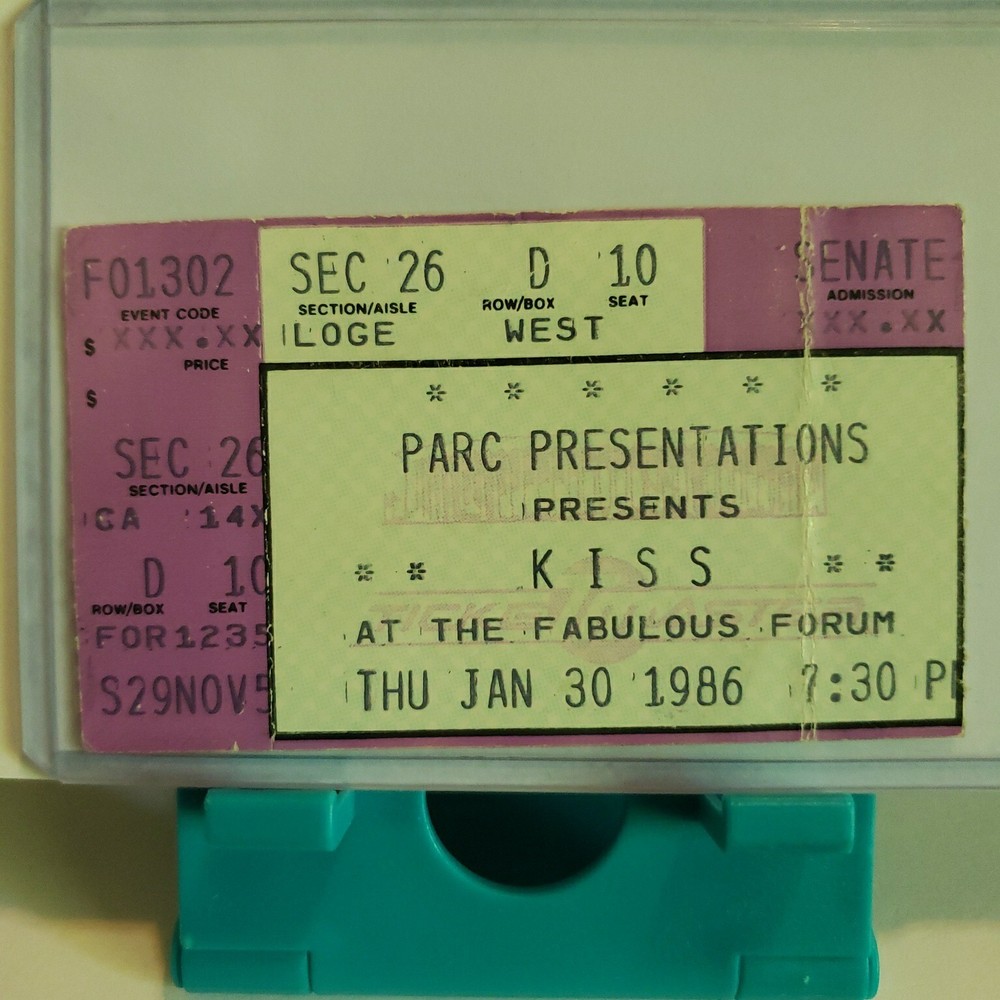 F01302
EVENT CODE
$ XXX.XX
PRICE
$
SEC 26
SECTION/AISLE
CA 14X
D 10
ROW/BOX SEAT
FOR1235
S29NOV5
SEC 26 D 10
SECTION/AISLE ROW/BOX SEAT
LOGE WEST
SENATE
ADMISSION
XXX.XX
* * * * * *
PARC PRESENTATIONS
PRESENTS
* * K I S S * *
TICKETMASTER
AT THE FABULOUS FORUM
THU JAN 30 1986 7:30 P